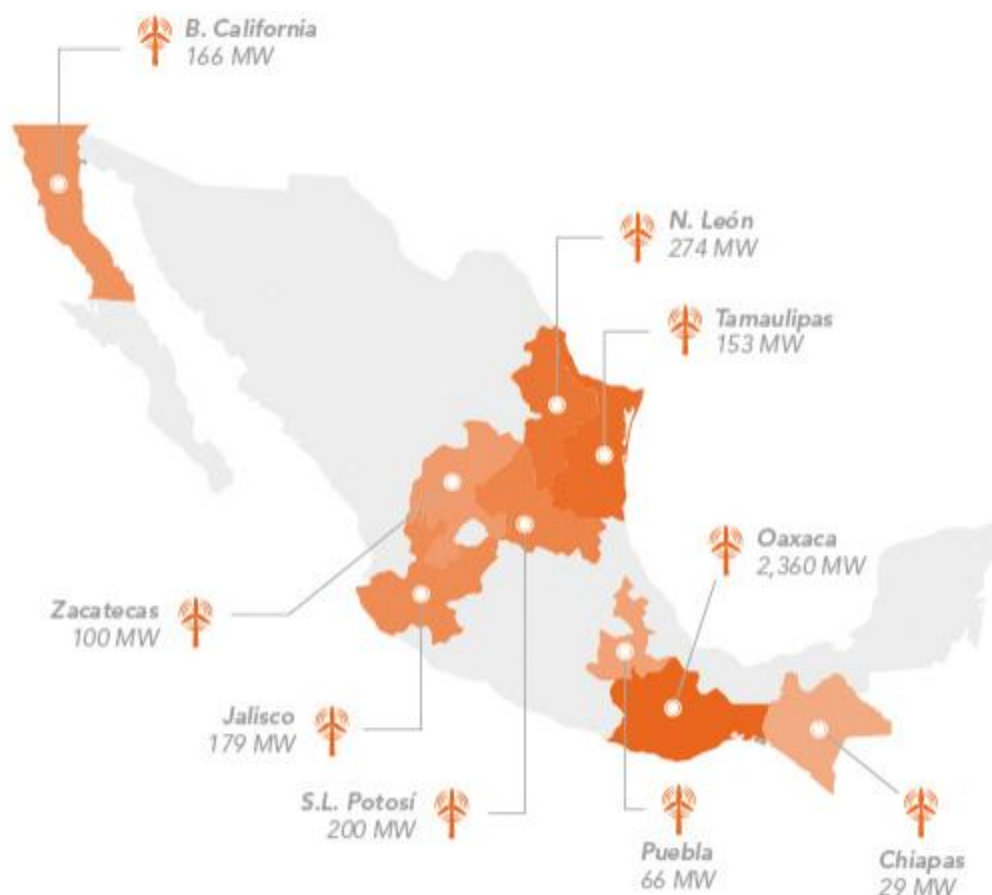 B. California
166 MW
N. León
274 MW
Tamaulipas
153 MW
Oaxaca
2,360 MW
Zacatecas
100 MW
Jalisco
179 MW
S.L. Potosí
200 MW
Puebla
66 MW
Chiapas
29 MW